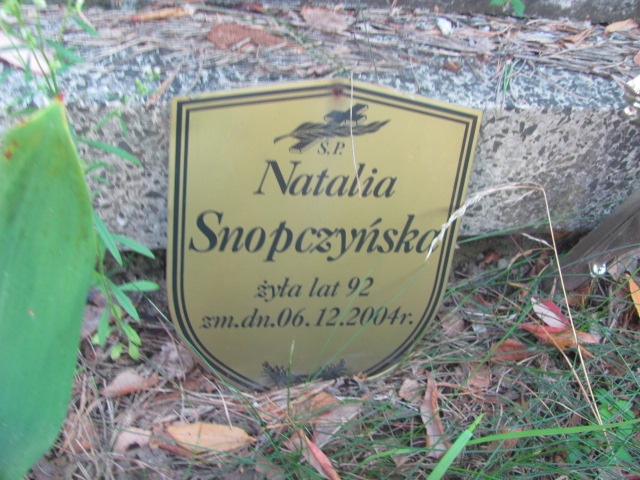 Ś.P.
Natalia
Snopczyńska
żyła lat 92
zm.dn.06.12.2004r.